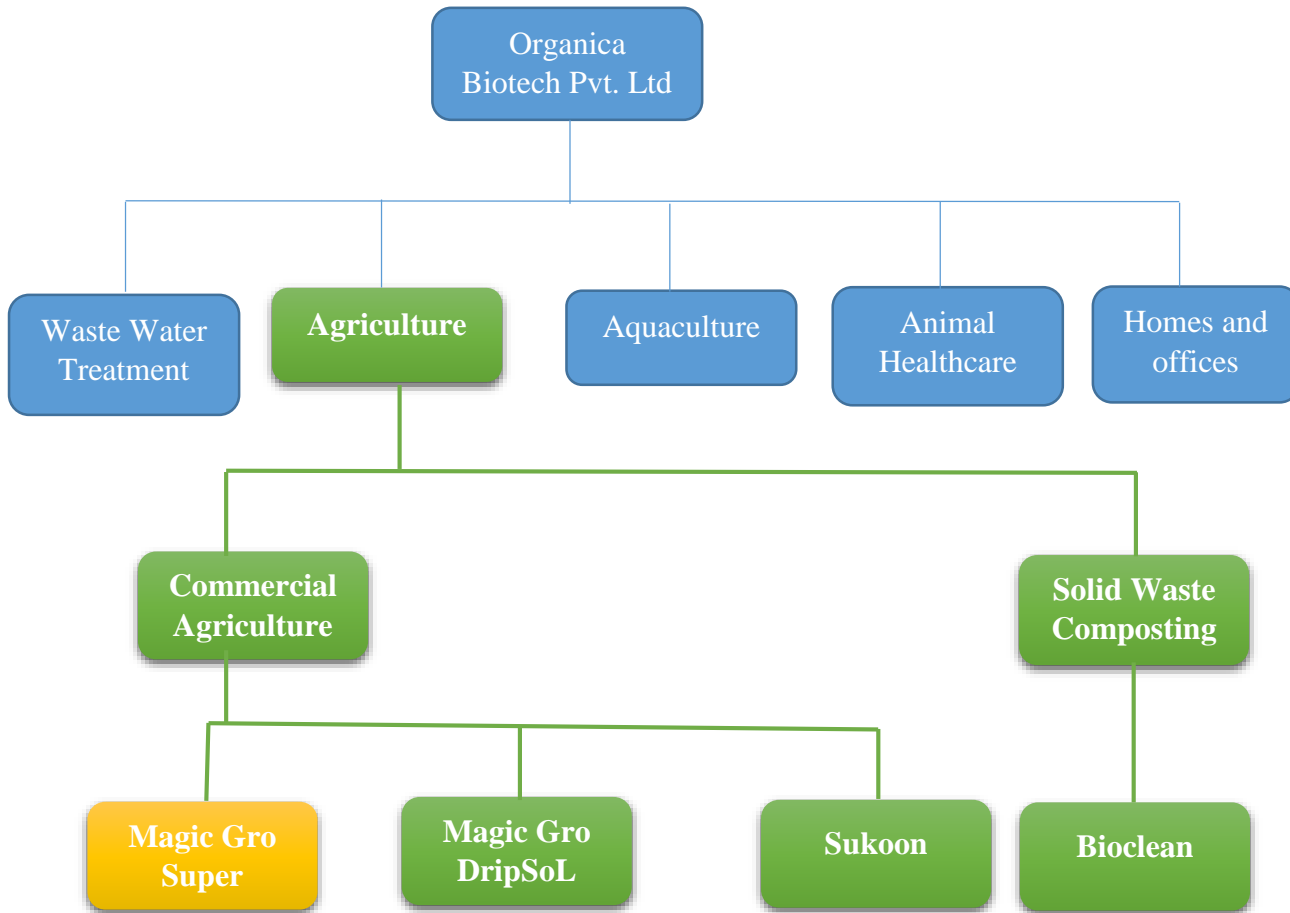 Organica
Biotech Pvt. Ltd
Waste Water
Treatment
Agriculture
Aquaculture
Animal
Healthcare
Homes and
offices
Commercial
Agriculture
Solid Waste
Composting
Magic Gro
Super
Magic Gro
DripSoL
Sukoon
Bioclean